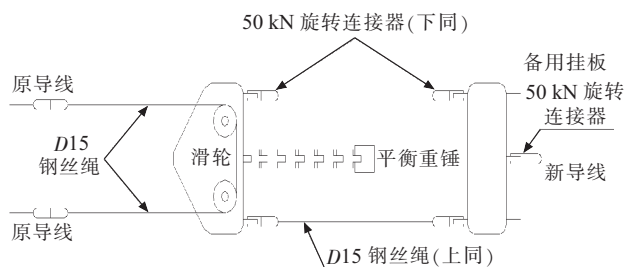 50 kN 旋转连接器(下同)
备用挂板
原导线
50 kN 旋转
连接器
D15
钢丝绳
滑轮
平衡重锤
新导线
原导线
D15 钢丝绳(上同)